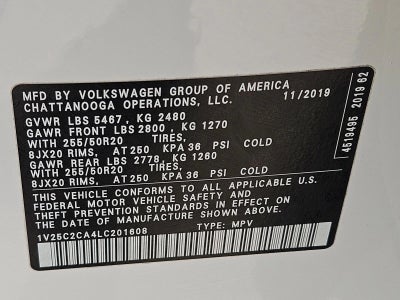 MFD BY VOLKSWAGEN GROUP OF AMERICA
CHATTANOOGA OPERATIONS, LLC. 11/2019
GVWR LBS 5467, KG 2480
GAWR FRONT LBS 2800, KG 1270
WITH 255/50R20 TIRES,
8JX20 RIMS, AT 250 KPA 36 PSI COLD
GAWR REAR LBS 2778, KG 1260
WITH 255/50R20 TIRES,
8JX20 RIMS, AT 250 KPA 36 PSI COLD
THIS VEHICLE CONFORMS TO ALL APPLICABLE U.S.
FEDERAL MOTOR VEHICLE SAFETY AND
THEFT PREVENTION STANDARDS IN EFFECT ON
THE DATE OF MANUFACTURE SHOWN ABOVE.
1V25C2CA4LC201608 TYPE: MPV
4519495 2019 62